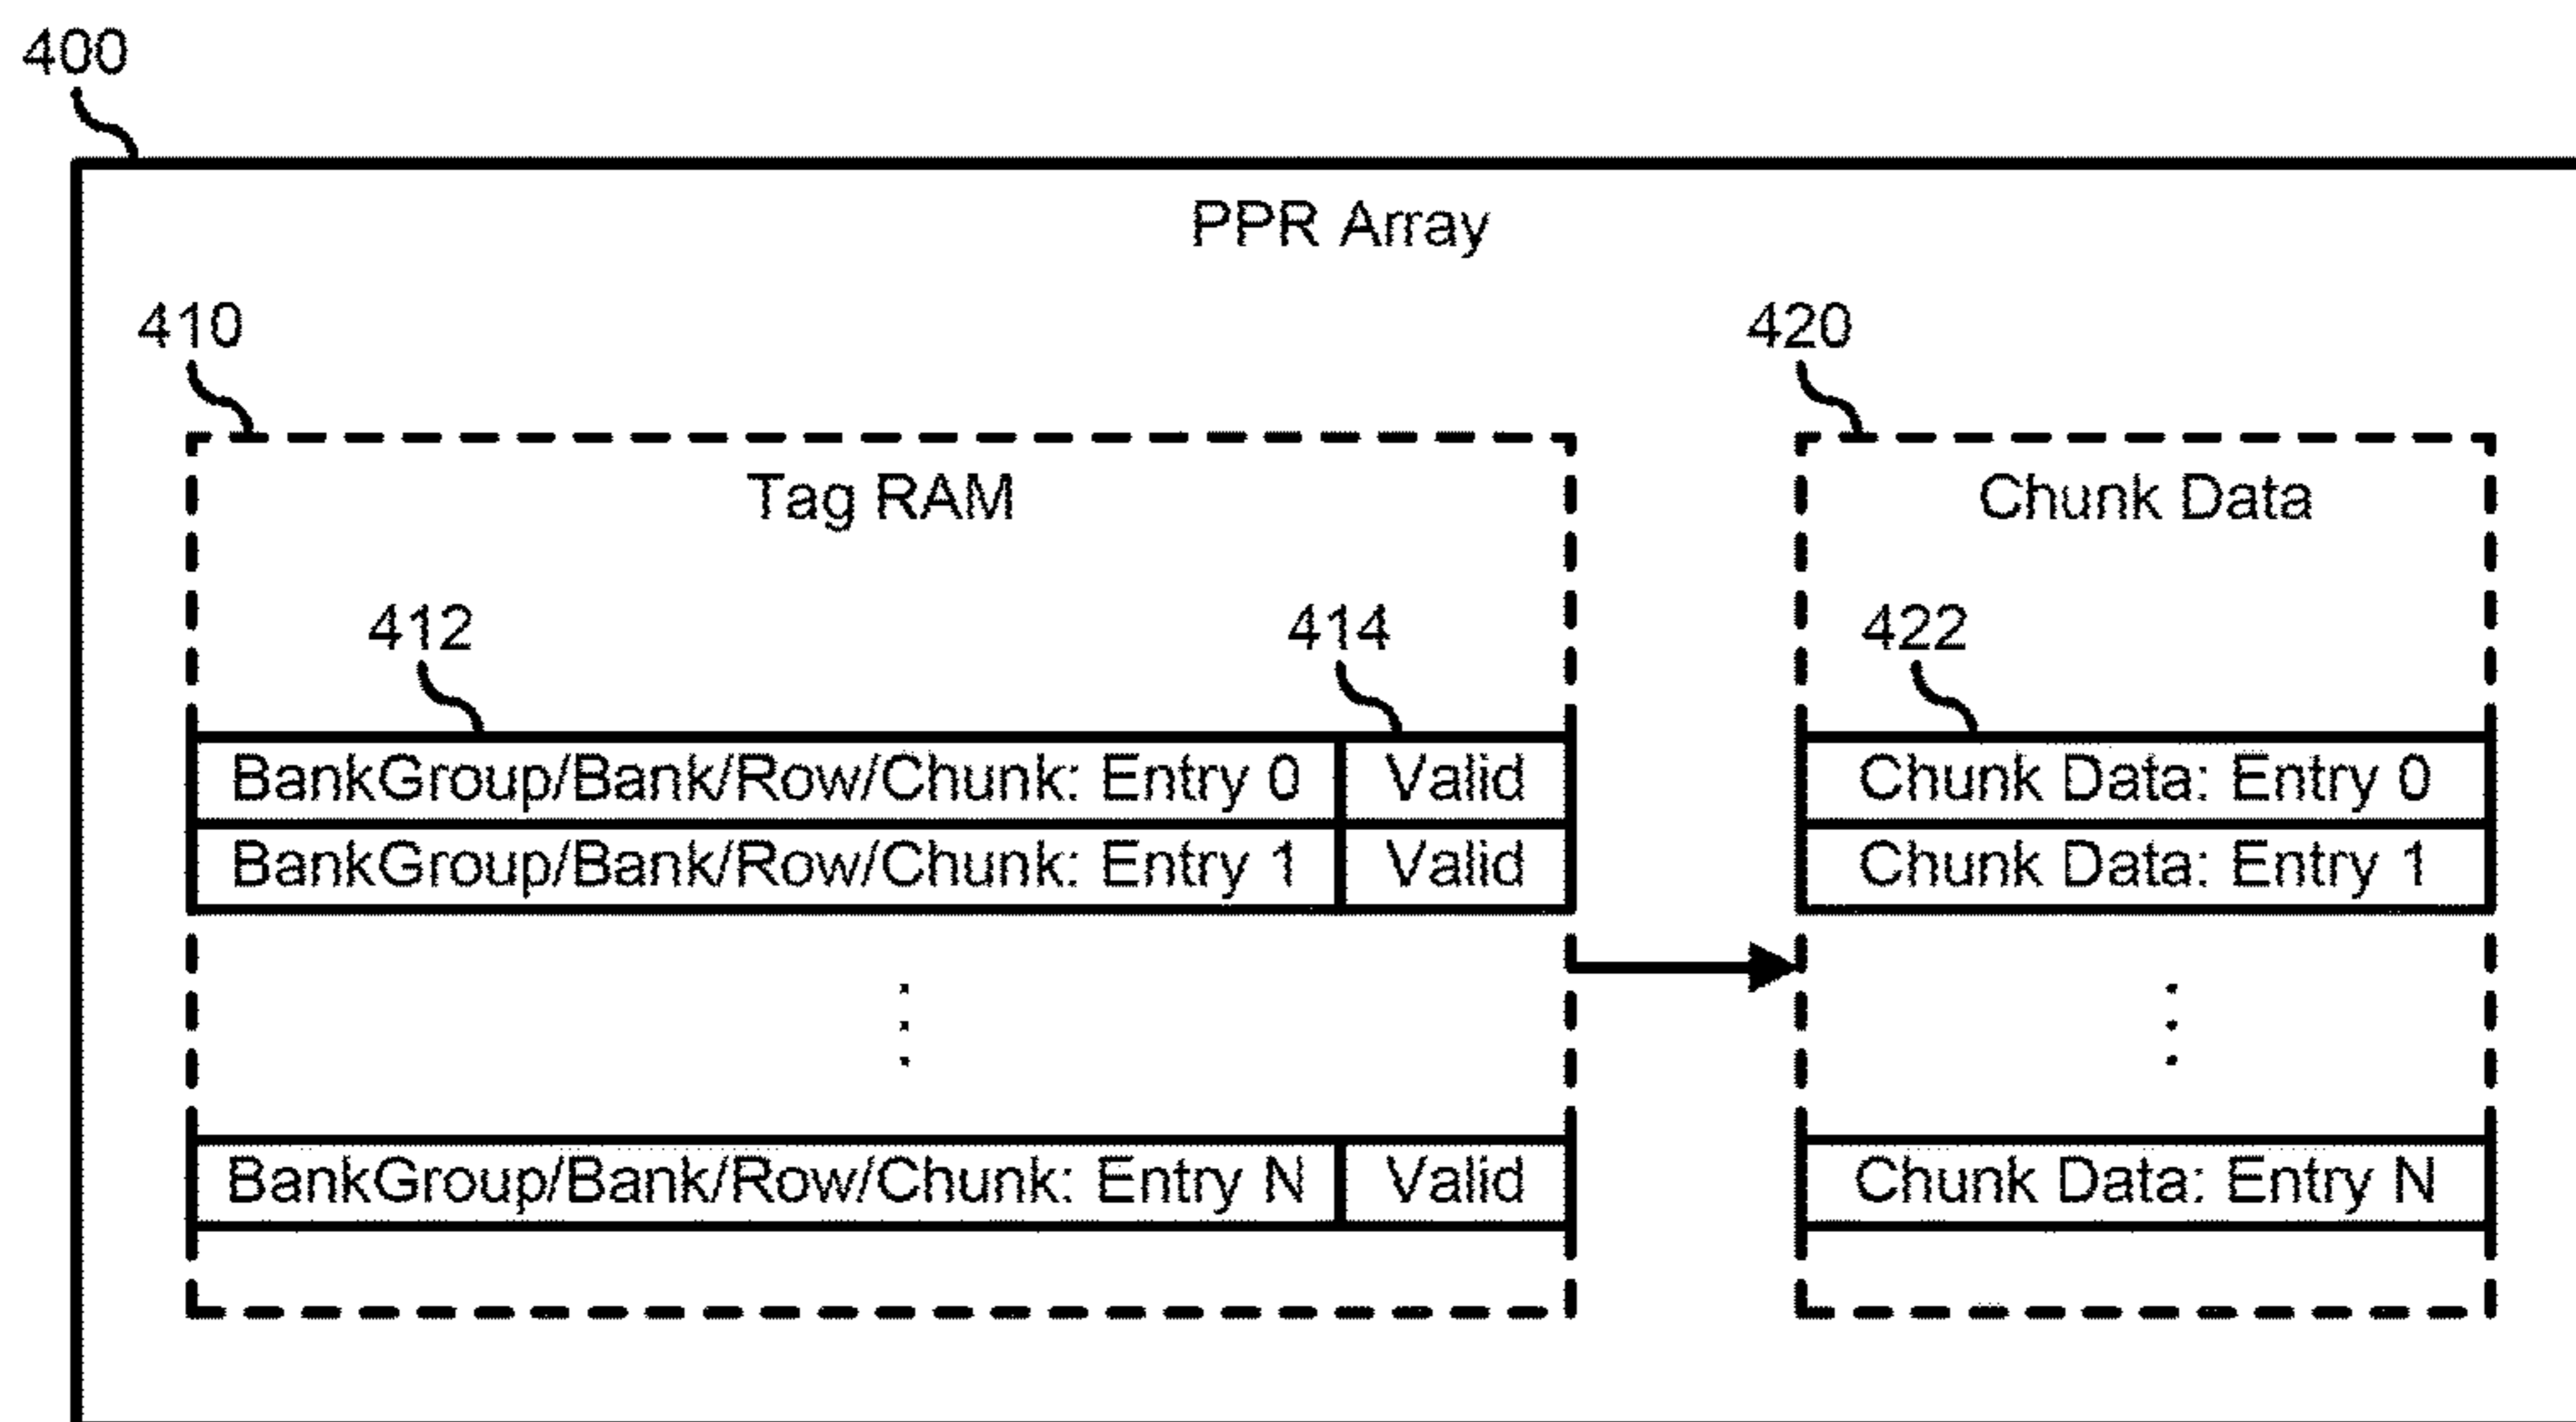 400
PPR Array
410
420
Tag RAM
Chunk Data
412
414
422
BankGroup/Bank/Row/Chunk: Entry 0
Valid
Chunk Data: Entry 0
BankGroup/Bank/Row/Chunk: Entry 1
Valid
Chunk Data: Entry 1
BankGroup/Bank/Row/Chunk: Entry N
Valid
Chunk Data: Entry N